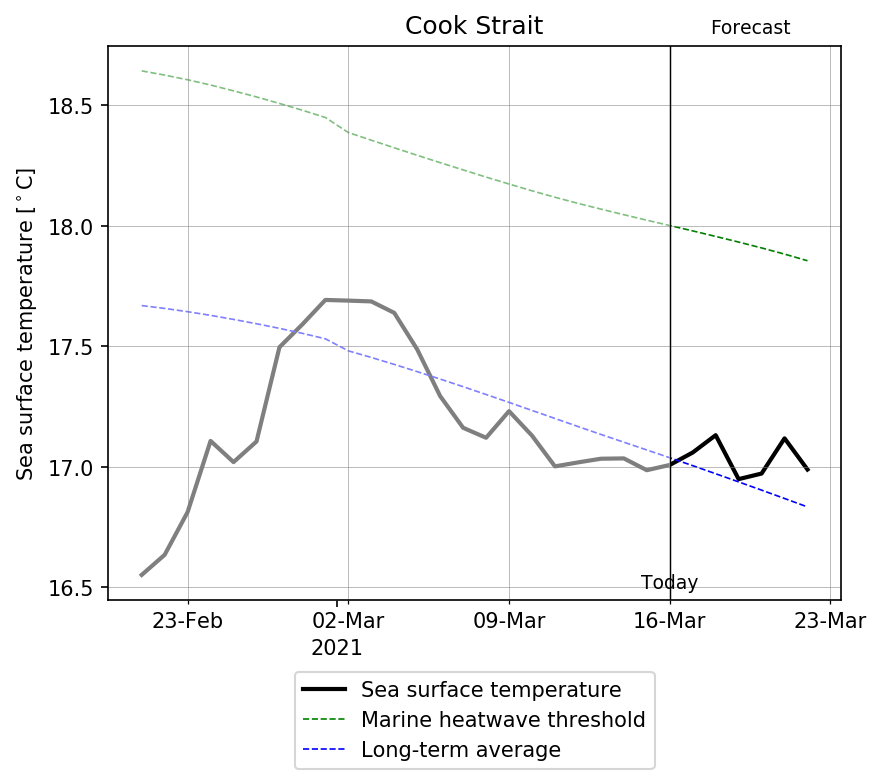 Cook Strait
Forecast
Sea surface temperature [°C]
18.5
18.0
17.5
17.0
16.5
Today
23-Feb
02-Mar
09-Mar
16-Mar
23-Mar
2021
Sea surface temperature
Marine heatwave threshold
Long-term average